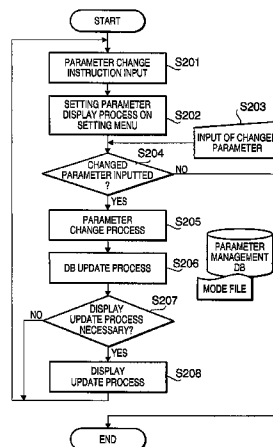 START
PARAMETER CHANGE
INSTRUCTION INPUT
S201
SETTING PARAMETER
DISPLAY PROCESS ON
SETTING MENU
S202
S203
INPUT OF CHANGED
PARAMETER
S204
CHANGED
PARAMETER INPUTTED
?
NO
YES
PARAMETER
CHANGE PROCESS
S205
DB UPDATE PROCESS
S206
PARAMETER
MANAGEMENT
DB
MODE FILE
S207
DISPLAY
UPDATE PROCESS
NECESSARY?
NO
YES
DISPLAY
UPDATE PROCESS
S208
END